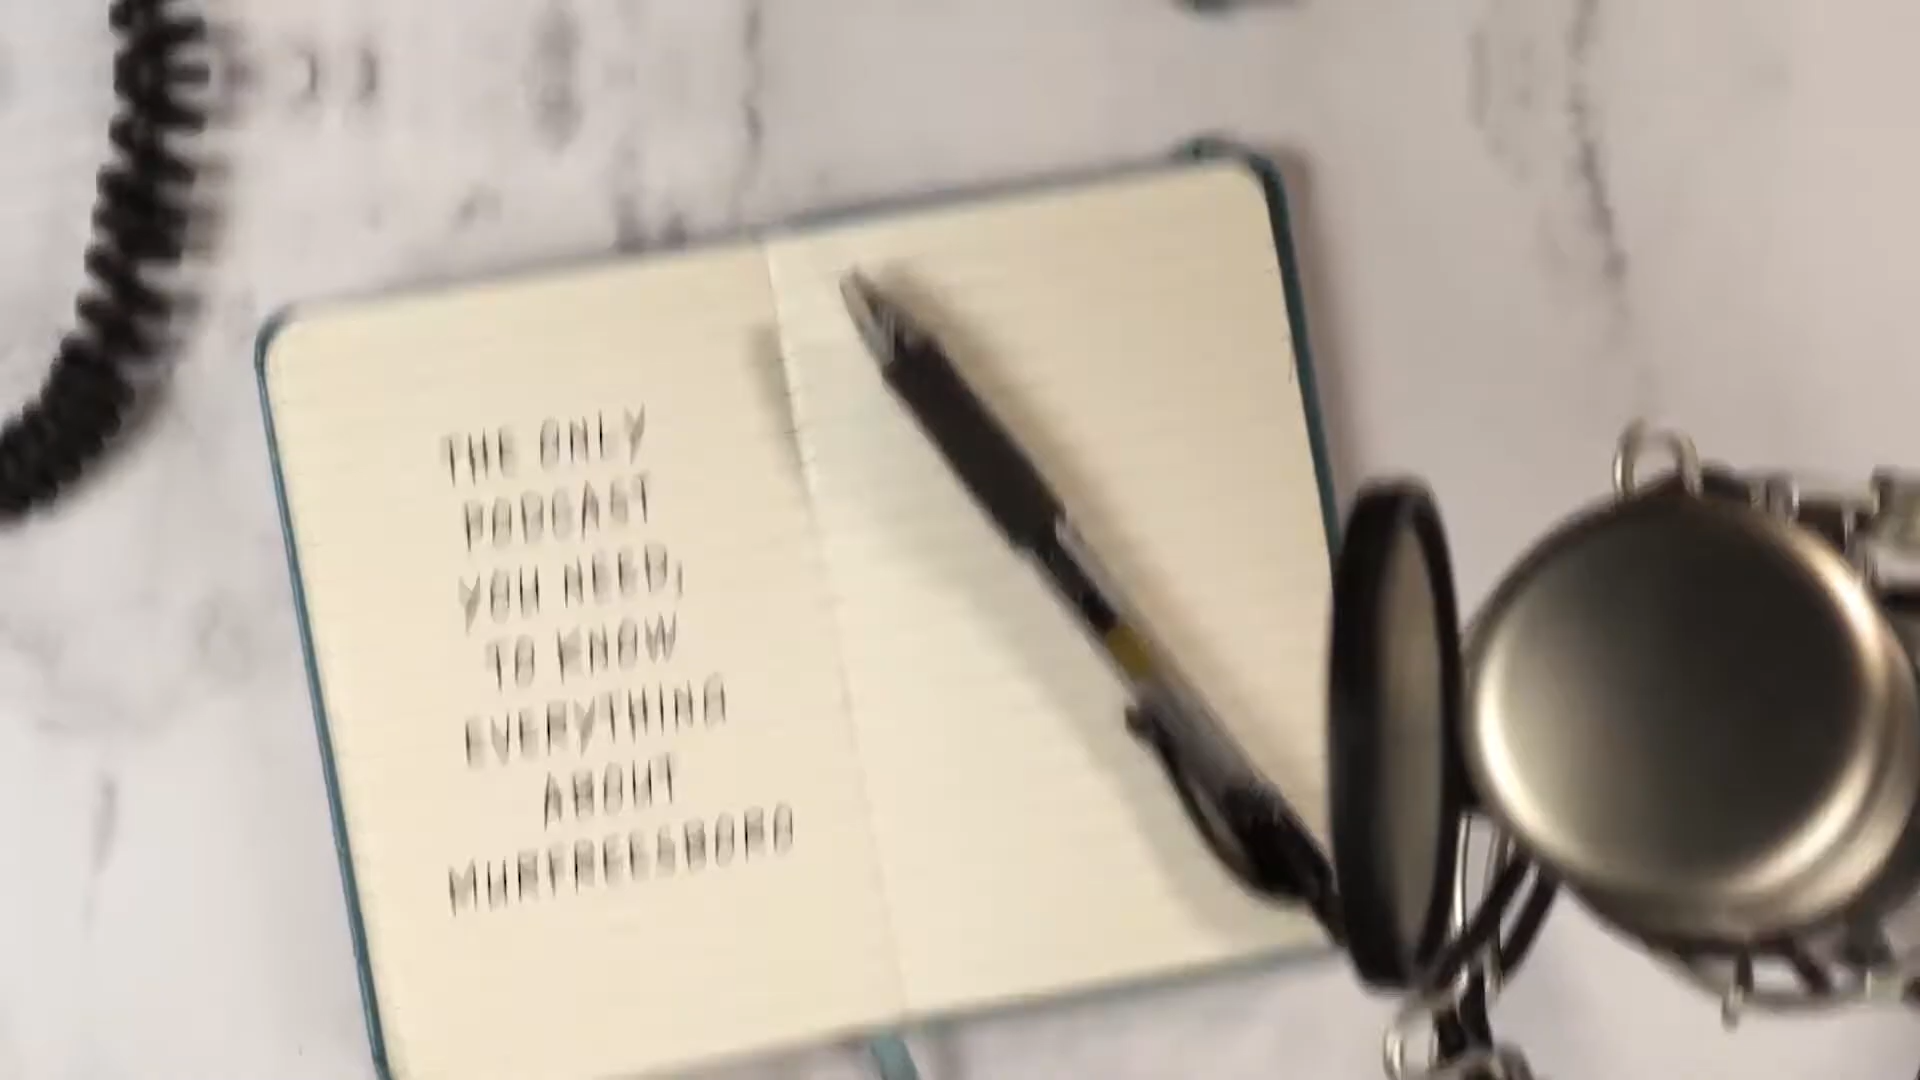 THE ONLY
PODCAST
YOU NEED,
TO KNOW
EVERYTHING
ABOUT
MURFREESBORO